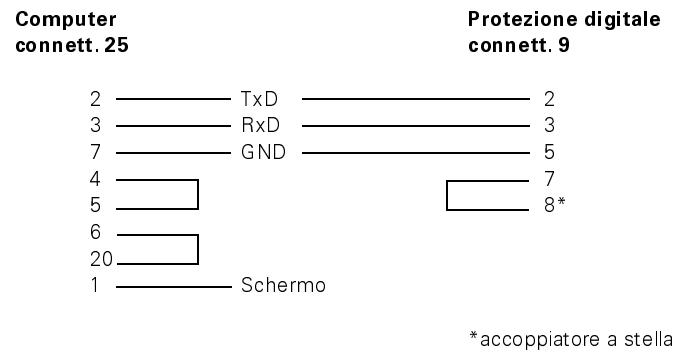 Computer Protezione digitale
connett. 25 connett. 9
2 TxD 2
3 RxD 3
7 GND 5
4 7
5 8*
6
20
1 Schermo
*accoppiatore a stella